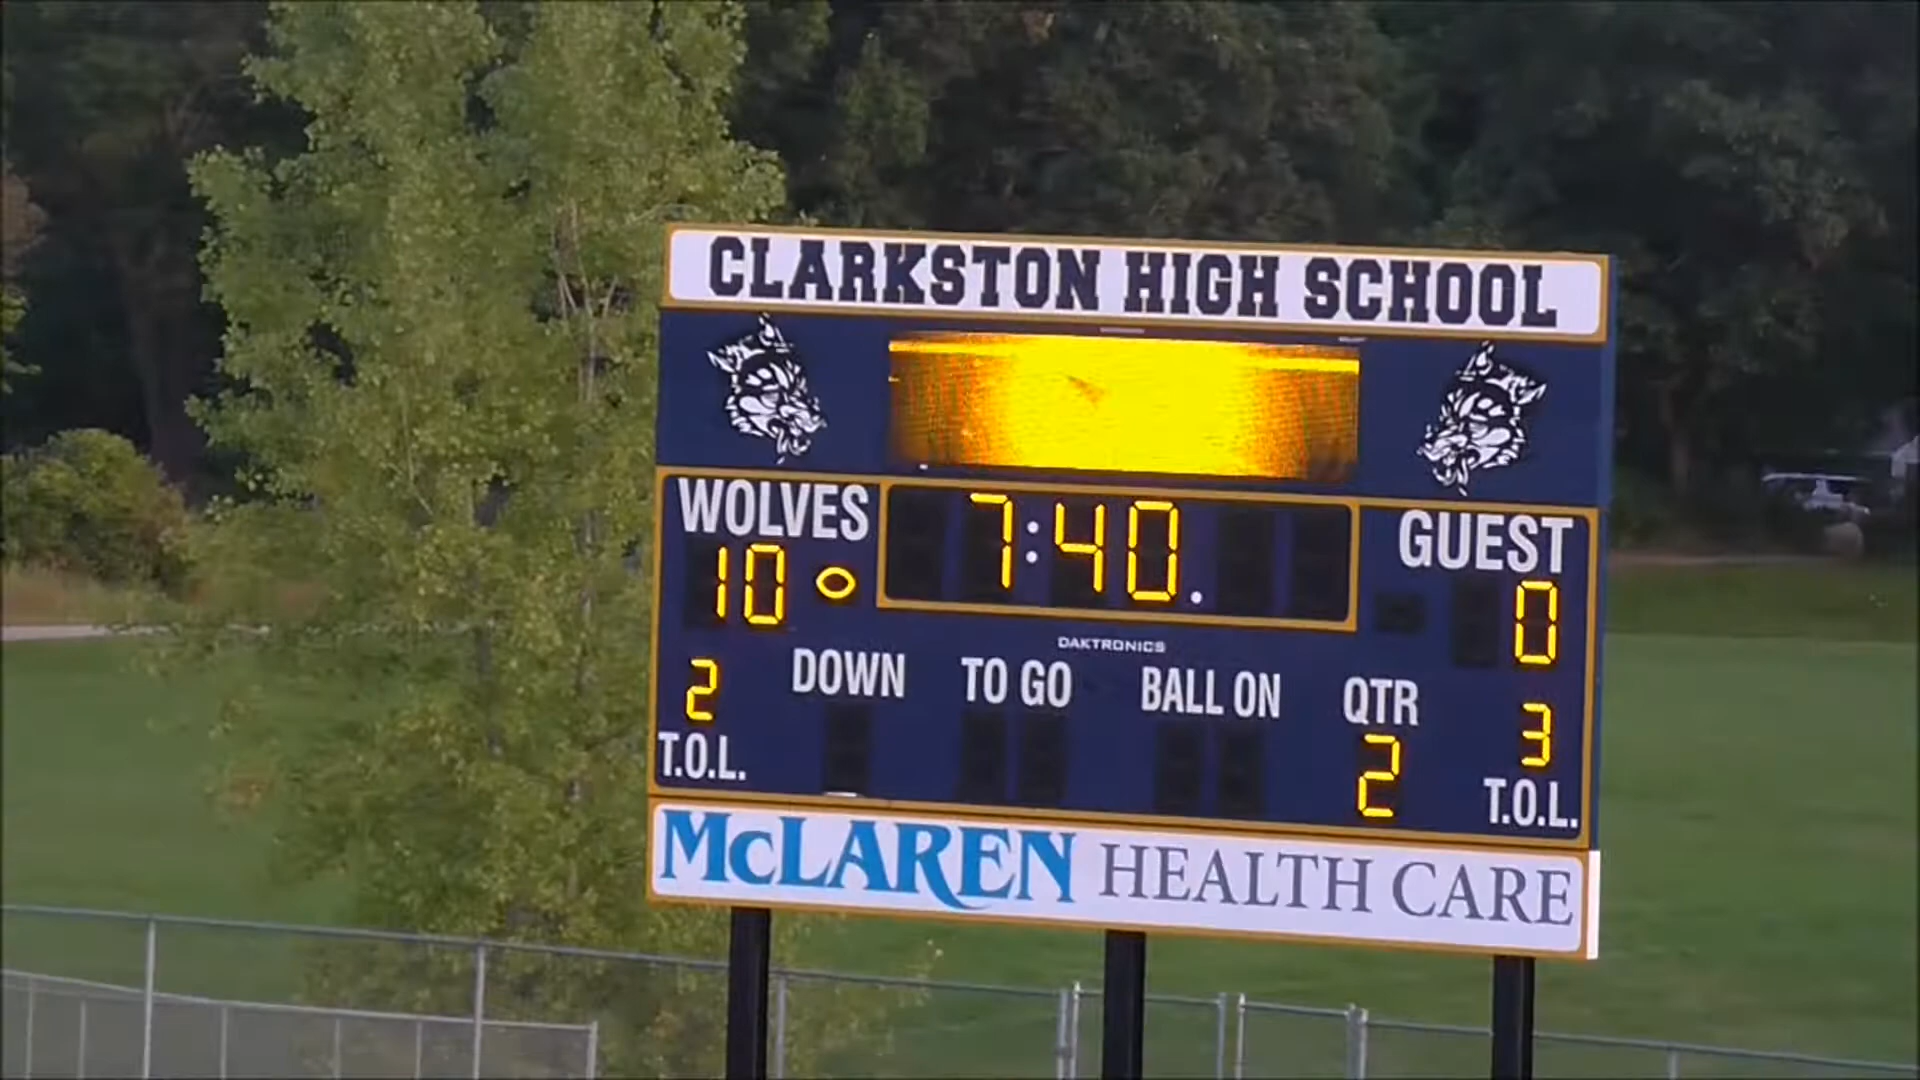 CLARKSTON HIGH SCHOOL
WOLVES 7:40. GUEST
10 0
DAKTRONICS
2 DOWN TO GO BALL ON QTR 3
T.O.L. 2 T.O.L.
McLAREN HEALTH CARE